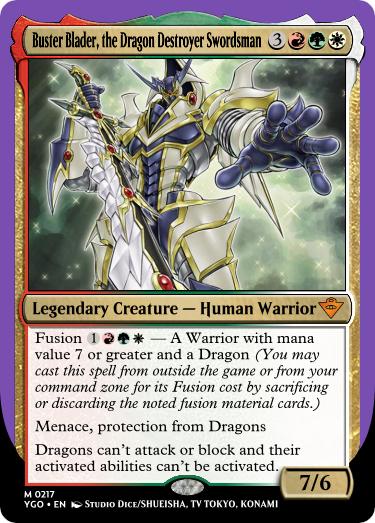 Buster Blader, the Dragon Destroyer Swordsman 3
Legendary Creature — Human Warrior
Fusion 1 — A Warrior with mana
value 7 or greater and a Dragon (You may
cast this spell from outside the game or from your
command zone for its Fusion cost by sacrificing
or discarding the noted fusion material cards.)
Menace, protection from Dragons
Dragons can't attack or block and their
activated abilities can't be activated.
7/6
M 0217
YGO • EN Studio Dice/SHUEISHA, TV TOKYO, KONAMI